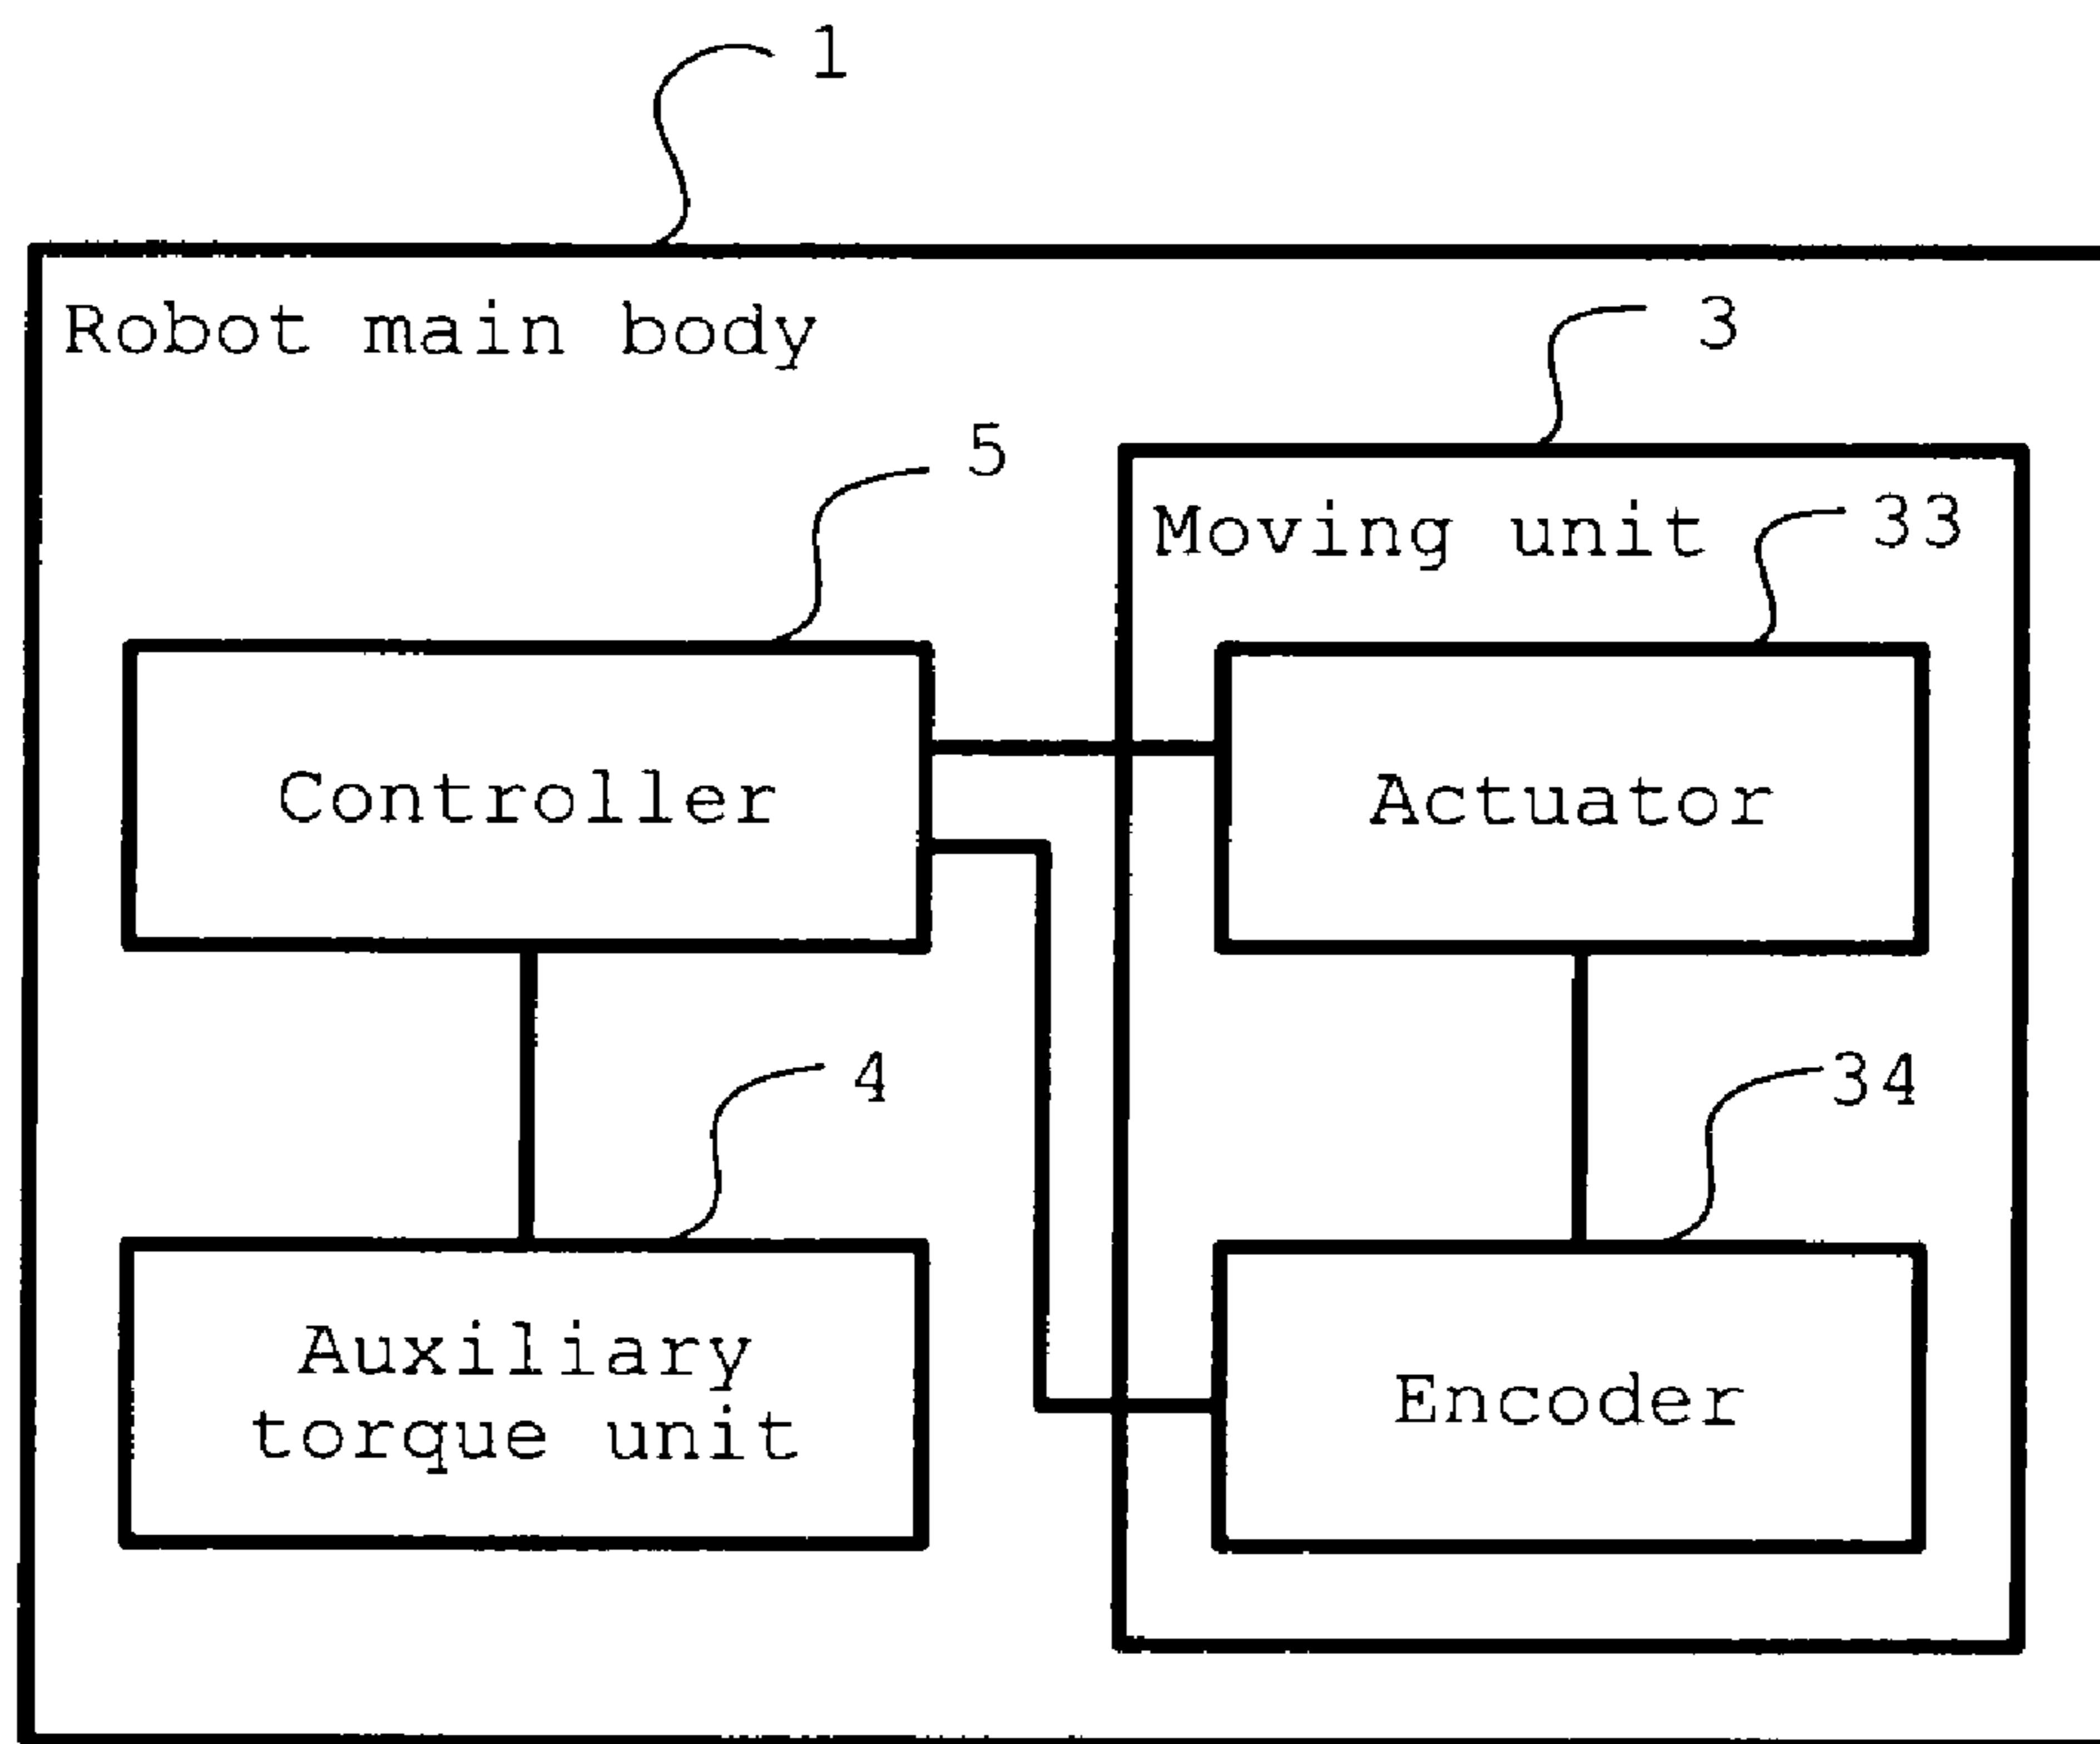 1
Robot main body
3
5
Moving unit
33
Controller
Actuator
4
34
Auxiliary
torque unit
Encoder